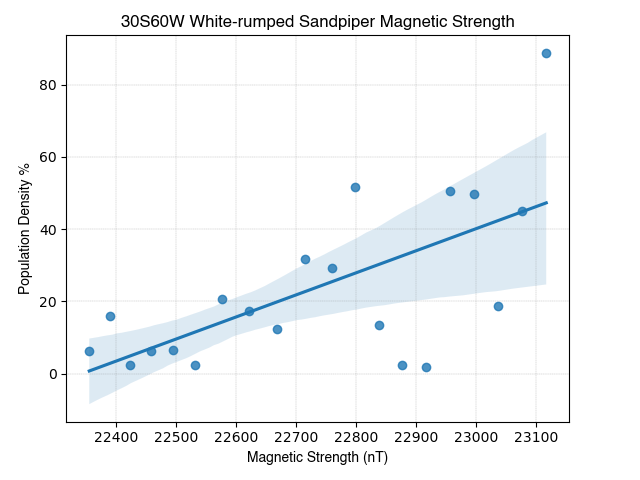 30S60W White-rumped Sandpiper Magnetic Strength
Population Density %
80
60
40
20
0
22400 22500 22600 22700 22800 22900 23000 23100
Magnetic Strength (nT)